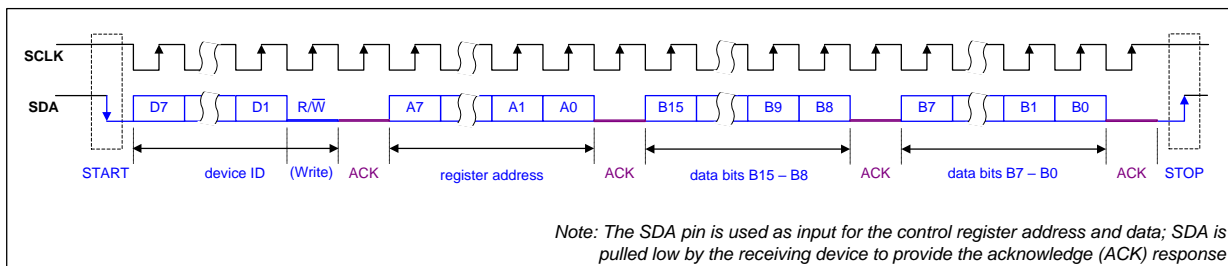 SCLK
SDA
D7 D1 R/W A7 A1 A0 B15 B9 B8 B7 B1 B0
START device ID (Write) ACK register address ACK data bits B15 – B8 ACK data bits B7 – B0 ACK STOP
Note: The SDA pin is used as input for the control register address and data; SDA is
pulled low by the receiving device to provide the acknowledge (ACK) response